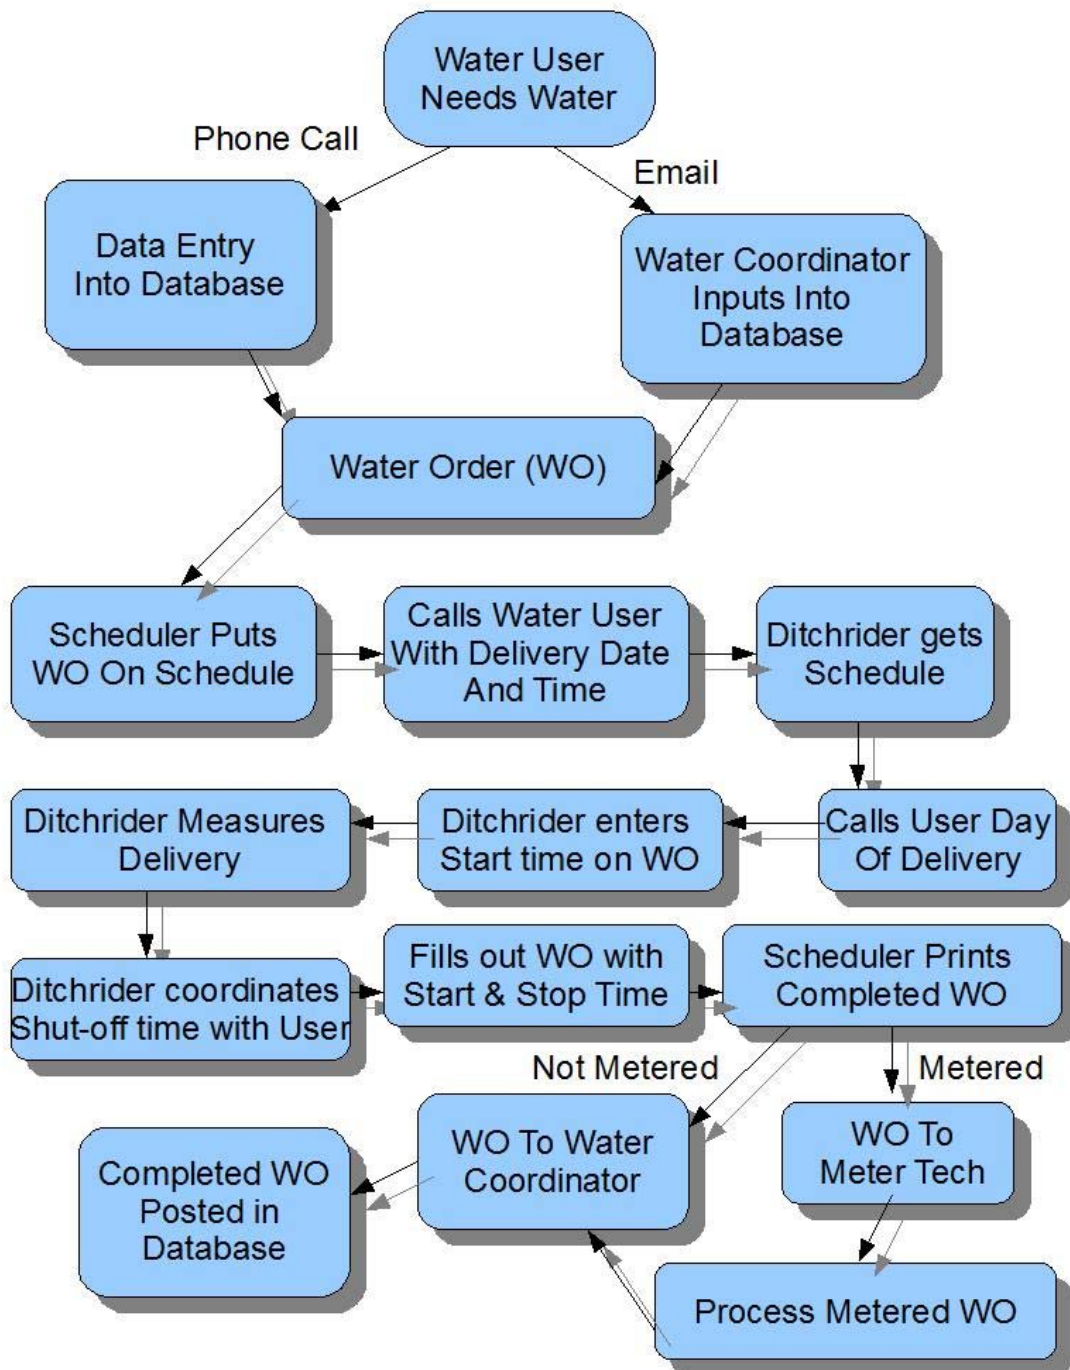 Water User
Needs Water
Phone Call
Email
Data Entry
Into Database
Water Coordinator
Inputs Into
Database
Water Order (WO)
Scheduler Puts
WO On Schedule
Calls Water User
With Delivery Date
And Time
Ditchrider gets
Schedule
Calls User Day
Of Delivery
Ditchrider enters
Start time on WO
Ditchrider Measures
Delivery
Ditchrider coordinates
Shut-off time with User
Fills out WO with
Start & Stop Time
Scheduler Prints
Completed WO
Not Metered
Metered
WO To Water
Coordinator
WO To
Meter Tech
Completed WO
Posted in
Database
Process Metered WO